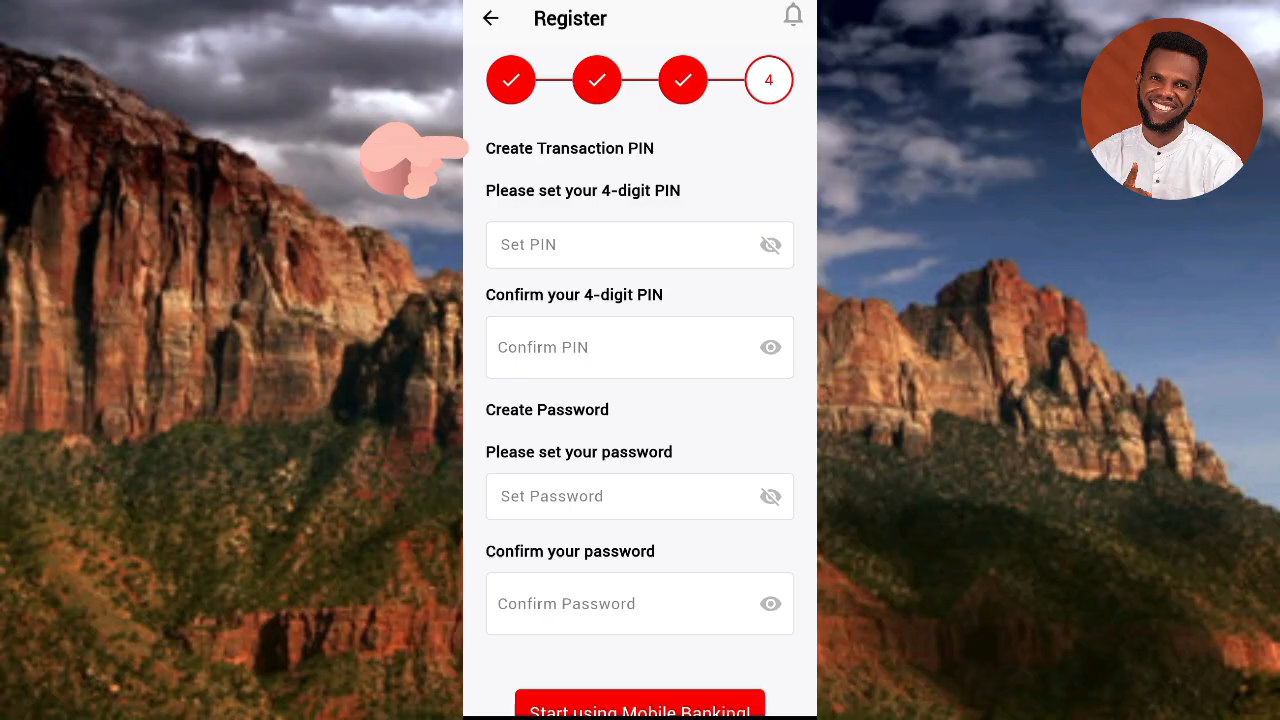 Register
4
Create Transaction PIN
Please set your 4-digit PIN
Set PIN
Confirm your 4-digit PIN
Confirm PIN
Create Password
Please set your password
Set Password
Confirm your password
Confirm Password
Start using Mobile Banking!